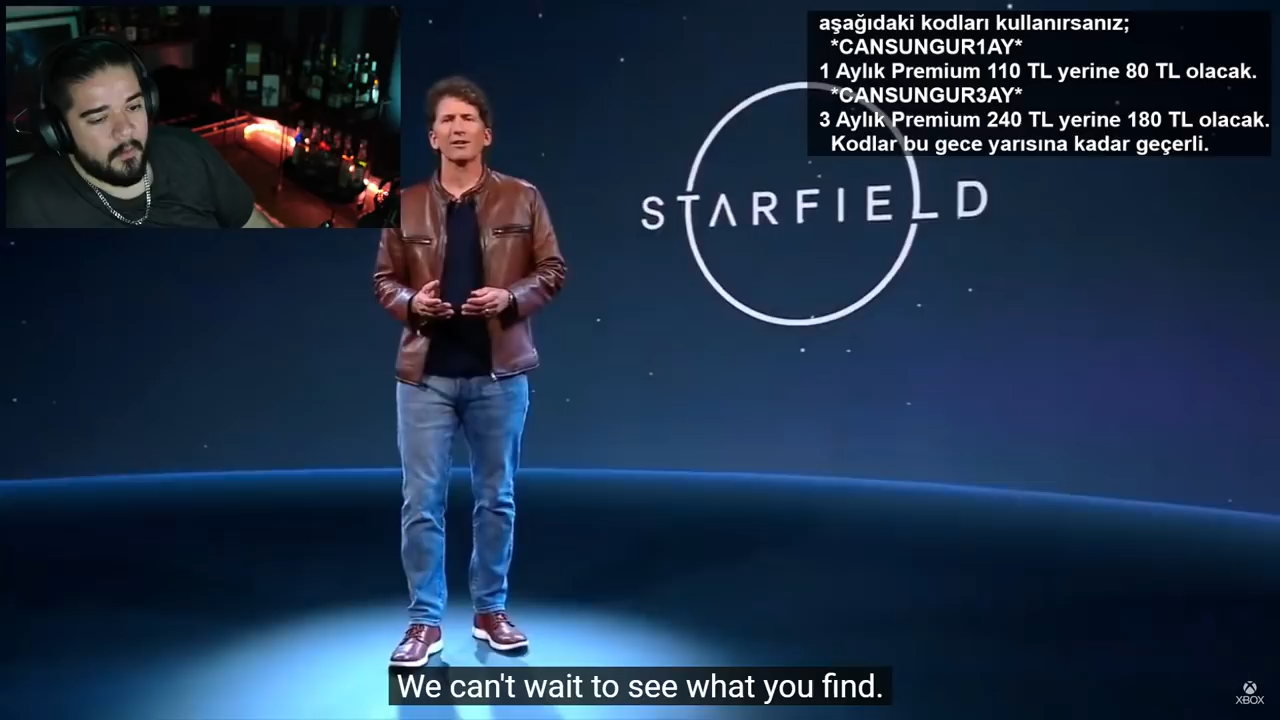 aşağıdaki kodları kullanırsanız;
*CANSUNGUR1AY*
1 Aylık Premium 110 TL yerine 80 TL olacak.
*CANSUNGUR3AY*
3 Aylık Premium 240 TL yerine 180 TL olacak.
Kodlar bu gece yarısına kadar geçerli.
STARFIELD
We can't wait to see what you find.
XBOX